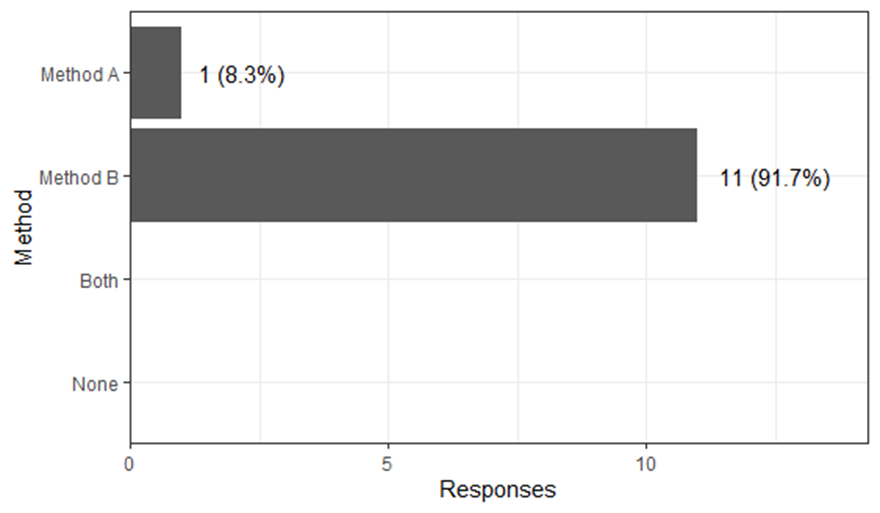 Method A
1 (8.3%)
Method B
11 (91.7%)
Both
None
Method
0
5
10
Responses